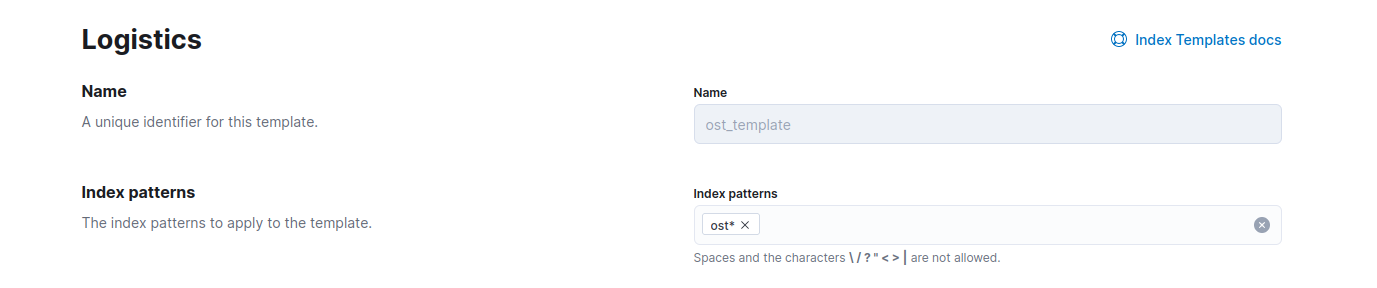 Logistics
Index Templates docs
Name
A unique identifier for this template.
Name
ost_template
Index patterns
The index patterns to apply to the template.
Index patterns
ost*
Spaces and the characters \ / ? " < > | are not allowed.